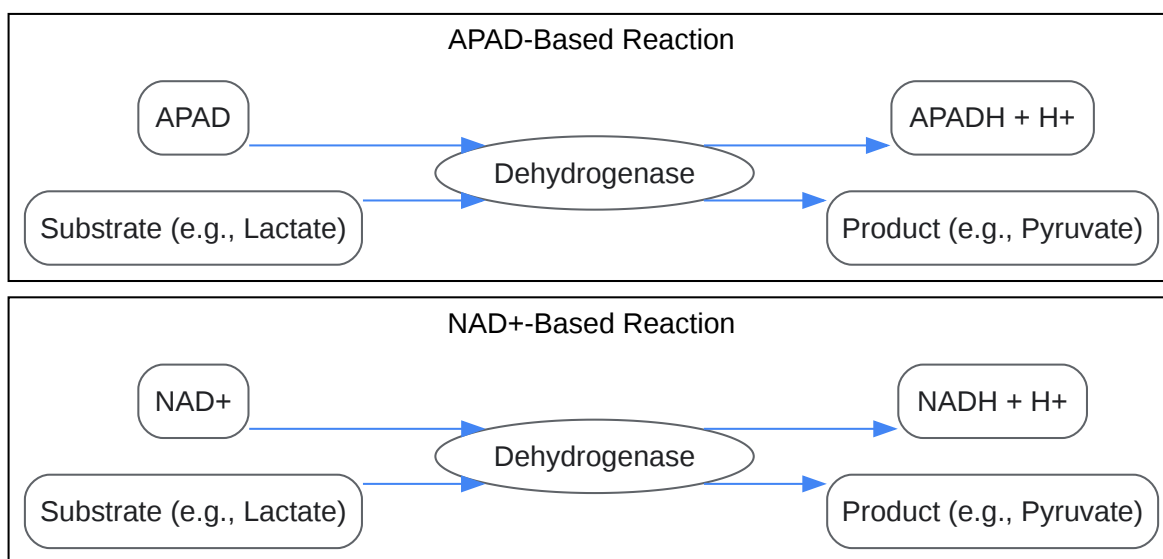 APAD-Based Reaction
APAD
APADH + H+
Dehydrogenase
Substrate (e.g., Lactate)
Product (e.g., Pyruvate)
NAD+-Based Reaction
NAD+
NADH + H+
Dehydrogenase
Substrate (e.g., Lactate)
Product (e.g., Pyruvate)